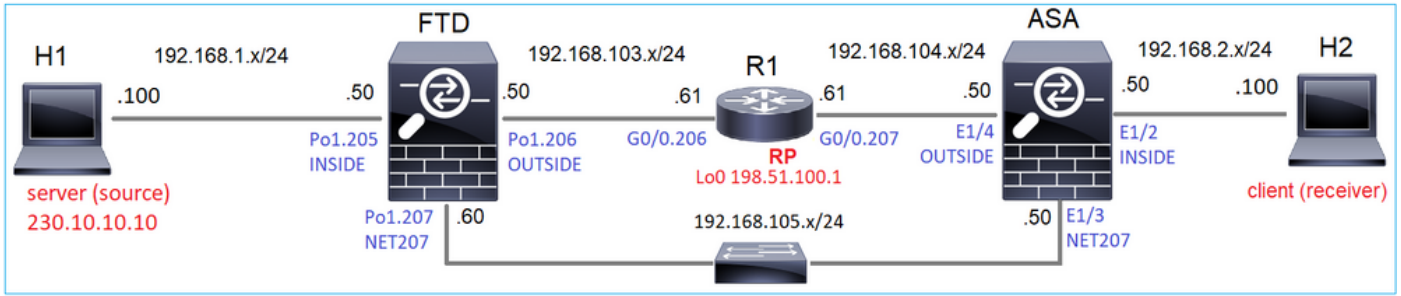 FTD
ASA
H1
192.168.1.x/24
192.168.103.x/24
R1
192.168.104.x/24
192.168.2.x/24
H2
.100
.50
.50
.61
.61
.50
.50
.100
Po1.205
INSIDE
Po1.206
OUTSIDE
G0/0.206
G0/0.207
E1/4
OUTSIDE
E1/2
INSIDE
RP
Lo0 198.51.100.1
server (source)
230.10.10.10
client (receiver)
Po1.207
NET207
.60
192.168.105.x/24
.50
E1/3
NET207